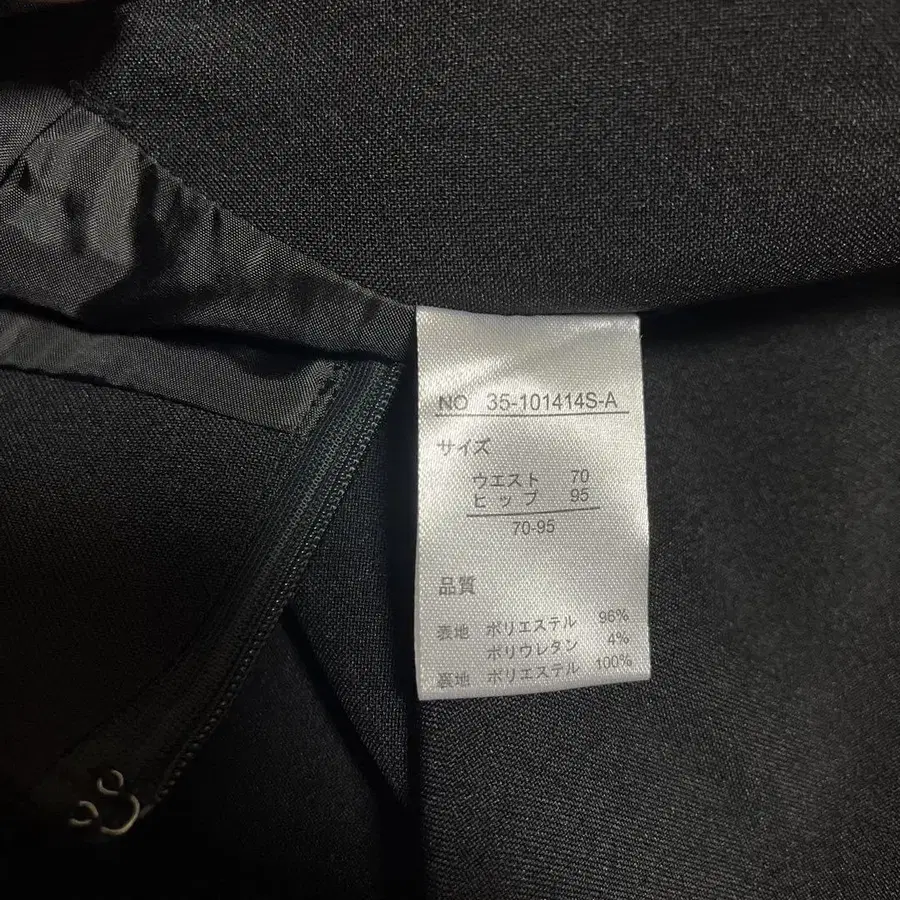 NO 35-101414S-A
サイズ
ウエスト 70
ヒップ 95
70-95
品質
表地 ポリエステル 96%
ポリウレタン 4%
裏地 ポリエステル 100%